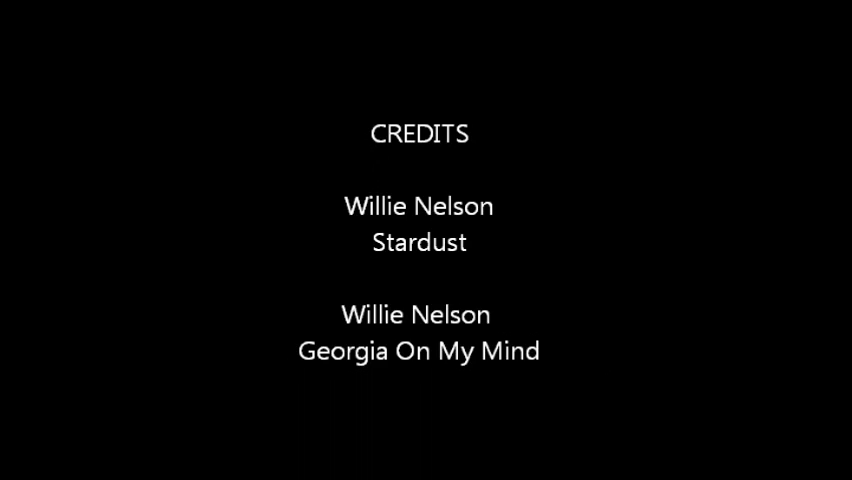 CREDITS
Willie Nelson
Stardust
Willie Nelson
Georgia On My Mind